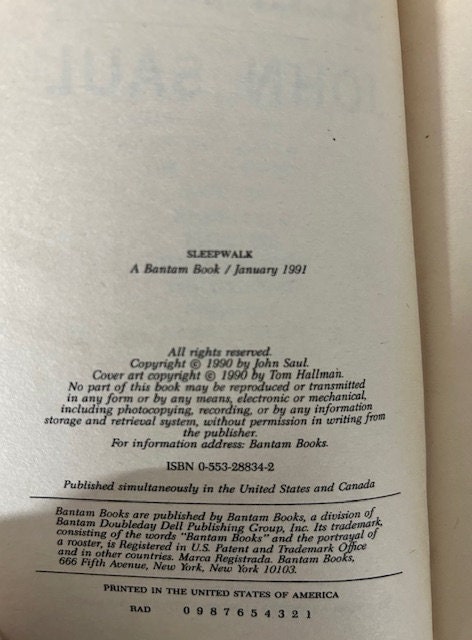 SLEEPWALK
A Bantam Book / January 1991
All rights reserved.
Copyright © 1990 by John Saul.
Cover art copyright © 1990 by Tom Hallman.
No part of this book may be reproduced or transmitted
in any form or by any means, electronic or mechanical,
including photocopying, recording, or by any information
storage and retrieval system, without permission in writing from
the publisher.
For information address: Bantam Books.
ISBN 0-553-28834-2
Published simultaneously in the United States and Canada
Bantam Books are published by Bantam Books, a division of
Bantam Doubleday Dell Publishing Group, Inc. Its trademark,
consisting of the words "Bantam Books" and the portrayal of
a rooster, is Registered in U.S. Patent and Trademark Office
and in other countries. Marca Registrada. Bantam Books,
666 Fifth Avenue, New York, New York 10103.
PRINTED IN THE UNITED STATES OF AMERICA
RAD 0 9 8 7 6 5 4 3 2 1